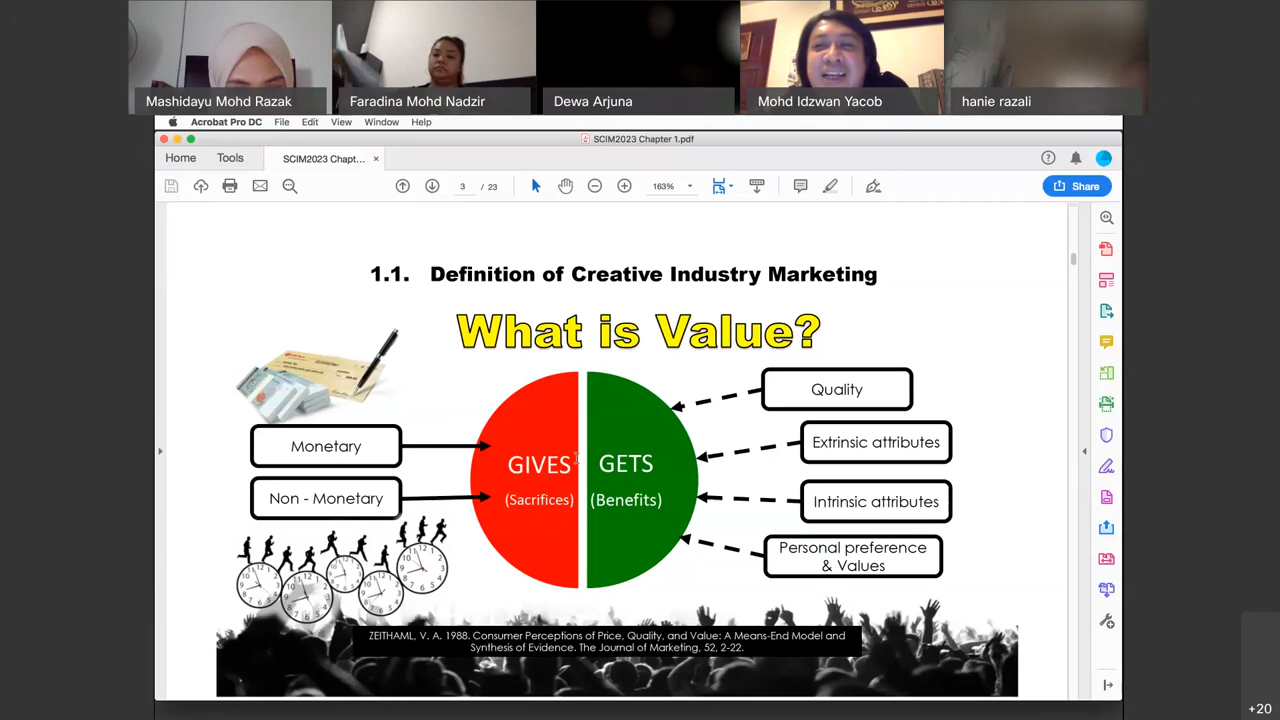 Mashidayu Mohd Razak
Faradina Mohd Nadzir
Dewa Arjuna
Mohd Idzwan Yacob
hanie razali
Acrobat Pro DC File Edit View Window Help
SCIM2023 Chapter 1.pdf
Home Tools SCIM2023 Chapt... ×
3 / 23 163% Share
1.1. Definition of Creative Industry Marketing
What is Value?
Monetary
Non - Monetary
GIVES
(Sacrifices)
GETS
(Benefits)
Quality
Extrinsic attributes
Intrinsic attributes
Personal preference
& Values
ZEITHAML, V. A. 1988. Consumer Perceptions of Price, Quality, and Value: A Means-End Model and
Synthesis of Evidence. The Journal of Marketing, 52, 2-22.
+20